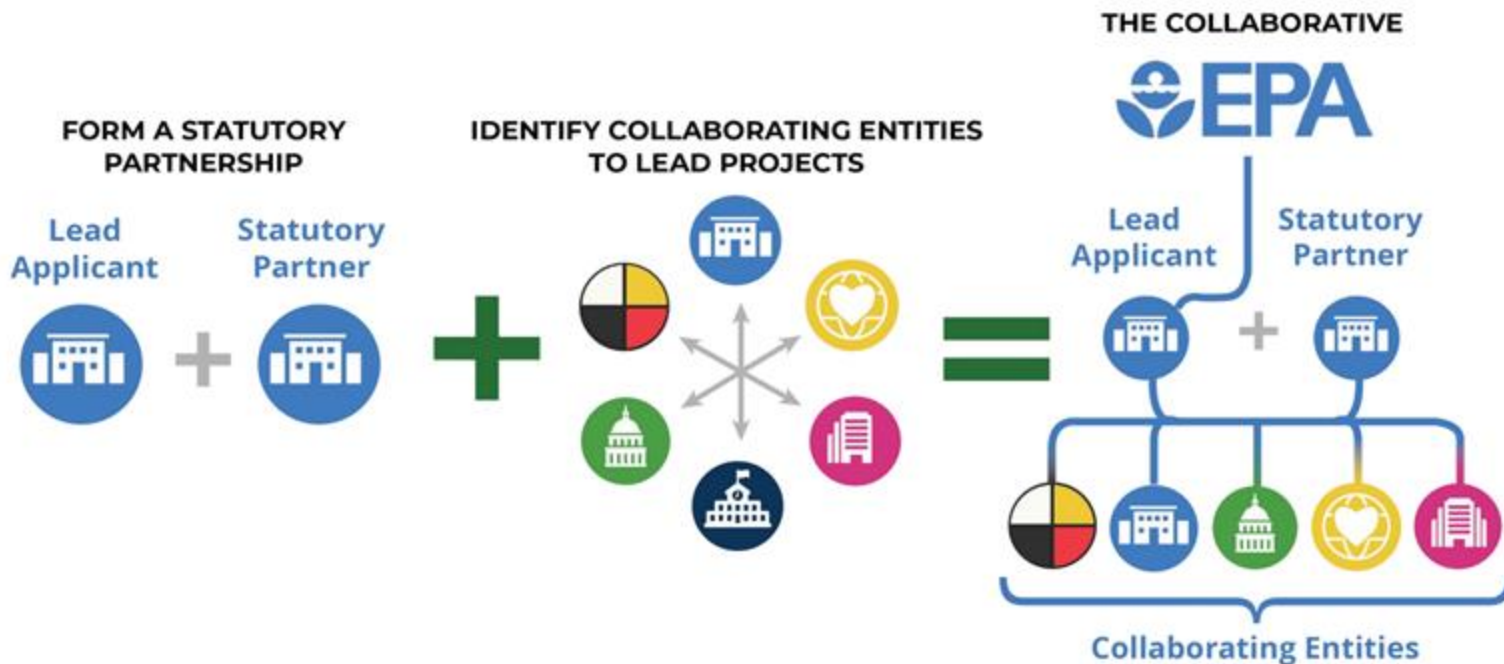 FORM A STATUTORY
PARTNERSHIP
Lead
Applicant
Statutory
Partner
IDENTIFY COLLABORATING ENTITIES
TO LEAD PROJECTS
THE COLLABORATIVE
EPA
Lead
Applicant
Statutory
Partner
Collaborating Entities